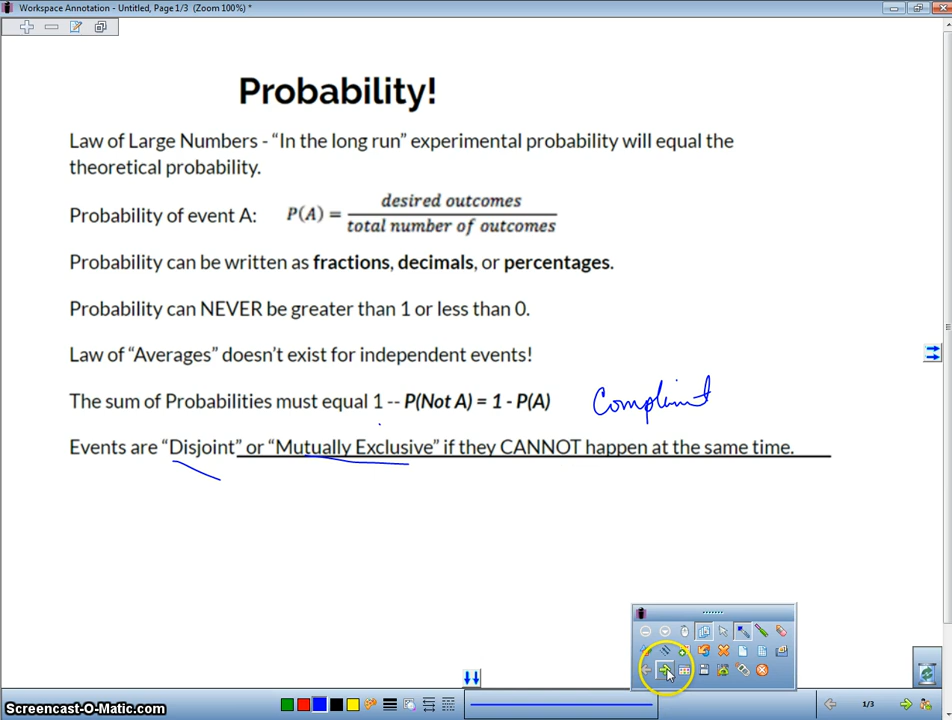 Workspace Annotation - Untitled, Page 1/3 (Zoom 100%) *
Probability!
Law of Large Numbers - “In the long run” experimental probability will equal the
theoretical probability.
Probability of event A: P(A) = desired outcomes
total number of outcomes
Probability can be written as fractions, decimals, or percentages.
Probability can NEVER be greater than 1 or less than 0.
Law of “Averages” doesn’t exist for independent events!
The sum of Probabilities must equal 1 -- P(Not A) = 1 - P(A) Compliment
Events are “Disjoint” or “Mutually Exclusive” if they CANNOT happen at the same time.
Screencast-O-Matic.com
1/3